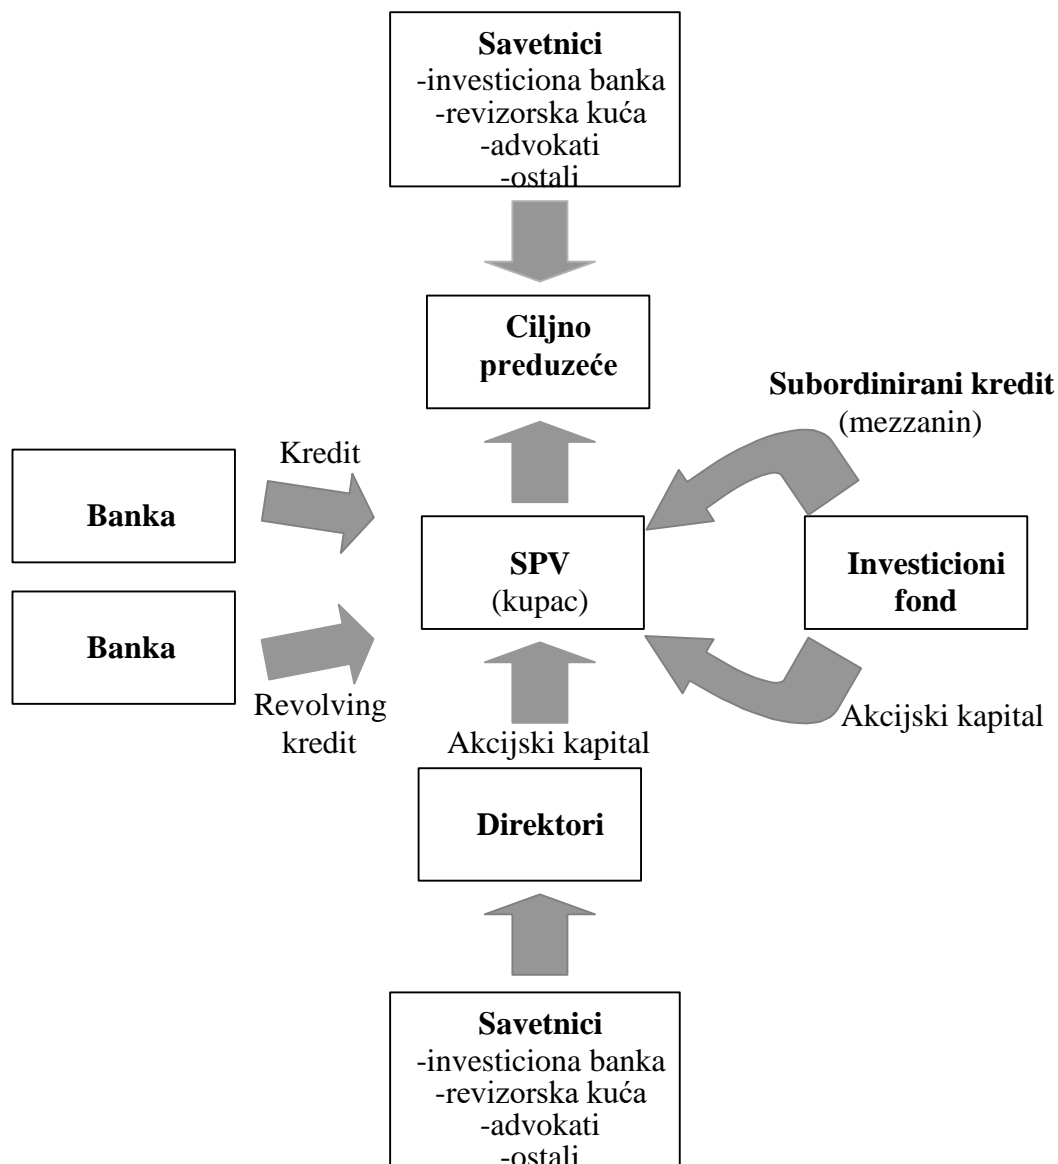 Savetnici
-investiciona banka
-revizorska kuća
-advokati
-ostali
Ciljno
preduzeće
Subordinirani kredit
(mezzanin)
Kredit
Banka
SPV
(kupac)
Investicioni
fond
Banka
Revolving
kredit
Akcijski kapital
Akcijski kapital
Direktori
Savetnici
-investiciona banka
-revizorska kuća
-advokati
-ostali